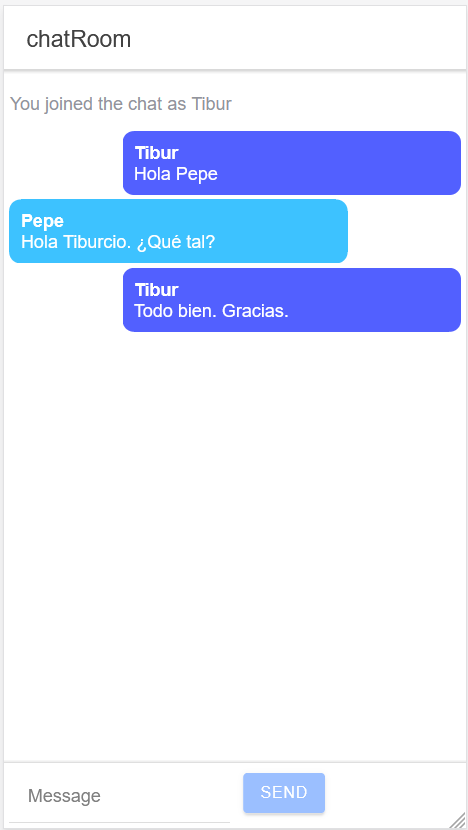 chatRoom
You joined the chat as Tibur
Tibur
Hola Pepe
Pepe
Hola Tiburcio. ¿Qué tal?
Tibur
Todo bien. Gracias.
Message
SEND